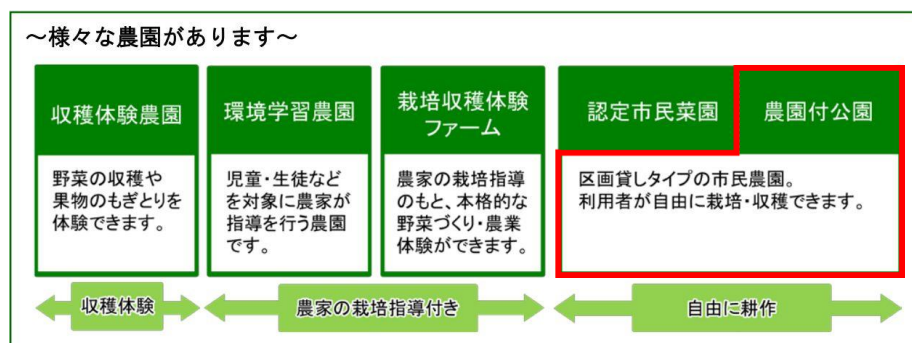 ～様々な農園があります～
収穫体験農園
野菜の収穫や
果物のもぎとりを
体験できます。
環境学習農園
児童・生徒など
を対象に農家が
指導を行う農園
です。
栽培収穫体験
ファーム
農家の栽培指導
のもと、本格的な
野菜づくり・農業
体験ができます。
認定市民菜園
農園付公園
区画貸しタイプの市民農園。
利用者が自由に栽培・収穫できます。
収穫体験
農家の栽培指導付き
自由に耕作